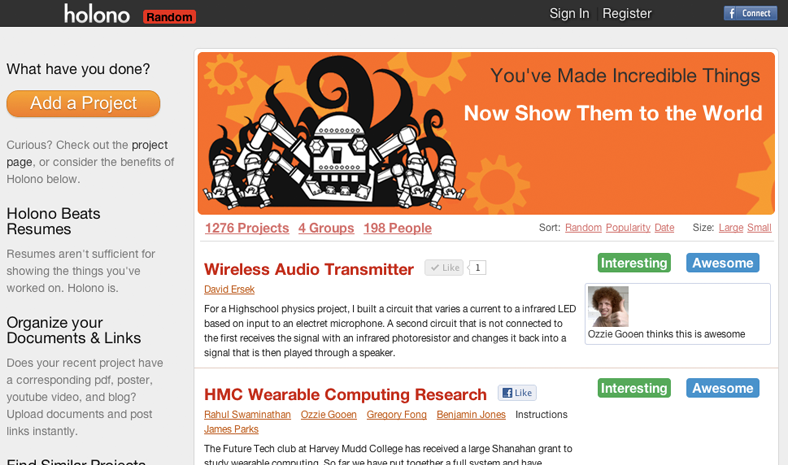 holono Random Sign In | Register f Connect
What have you done?
Add a Project
Curious? Check out the project
page, or consider the benefits of
Holono below.
Holono Beats
Resumes
Resumes aren't sufficient for
showing the things you've
worked on. Holono is.
Organize your
Documents & Links
Does your recent project have
a corresponding pdf, poster,
youtube video, and blog?
Upload documents and post
links instantly.
Find Similar Projects
You've Made Incredible Things
Now Show Them to the World
1276 Projects 4 Groups 198 People Sort: Random Popularity Date Size: Large Small
Wireless Audio Transmitter Like 1 Interesting Awesome
David Ersek
For a Highschool physics project, I built a circuit that varies a current to a infrared LED
based on input to an electret microphone. A second circuit that is not connected to
the first receives the signal with an infrared photoresistor and changes it back into a
signal that is then played through a speaker.
Ozzie Gooen thinks this is awesome
HMC Wearable Computing Research Like Interesting Awesome
Rahul Swaminathan Ozzie Gooen Gregory Fong Benjamin Jones Instructions
James Parks
The Future Tech club at Harvey Mudd College has received a large Shanahan grant to
study wearable computing. So far we have put together a full system and have